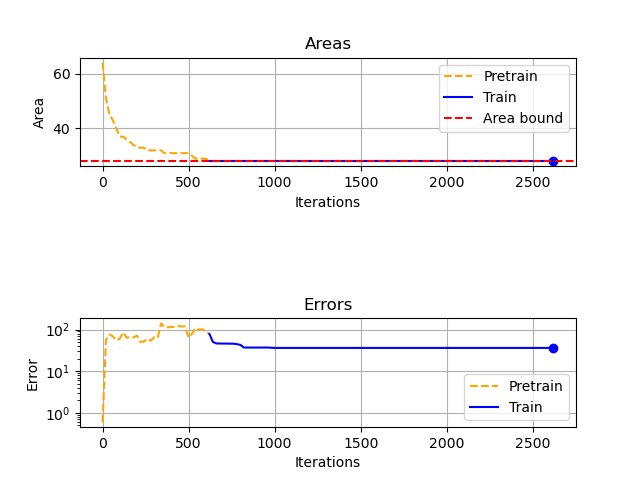 Areas
60
40
Area
Pretrain
Train
Area bound
0 500 1000 1500 2000 2500
Iterations
Errors
10²
10¹
10⁰
Error
Pretrain
Train
0 500 1000 1500 2000 2500
Iterations